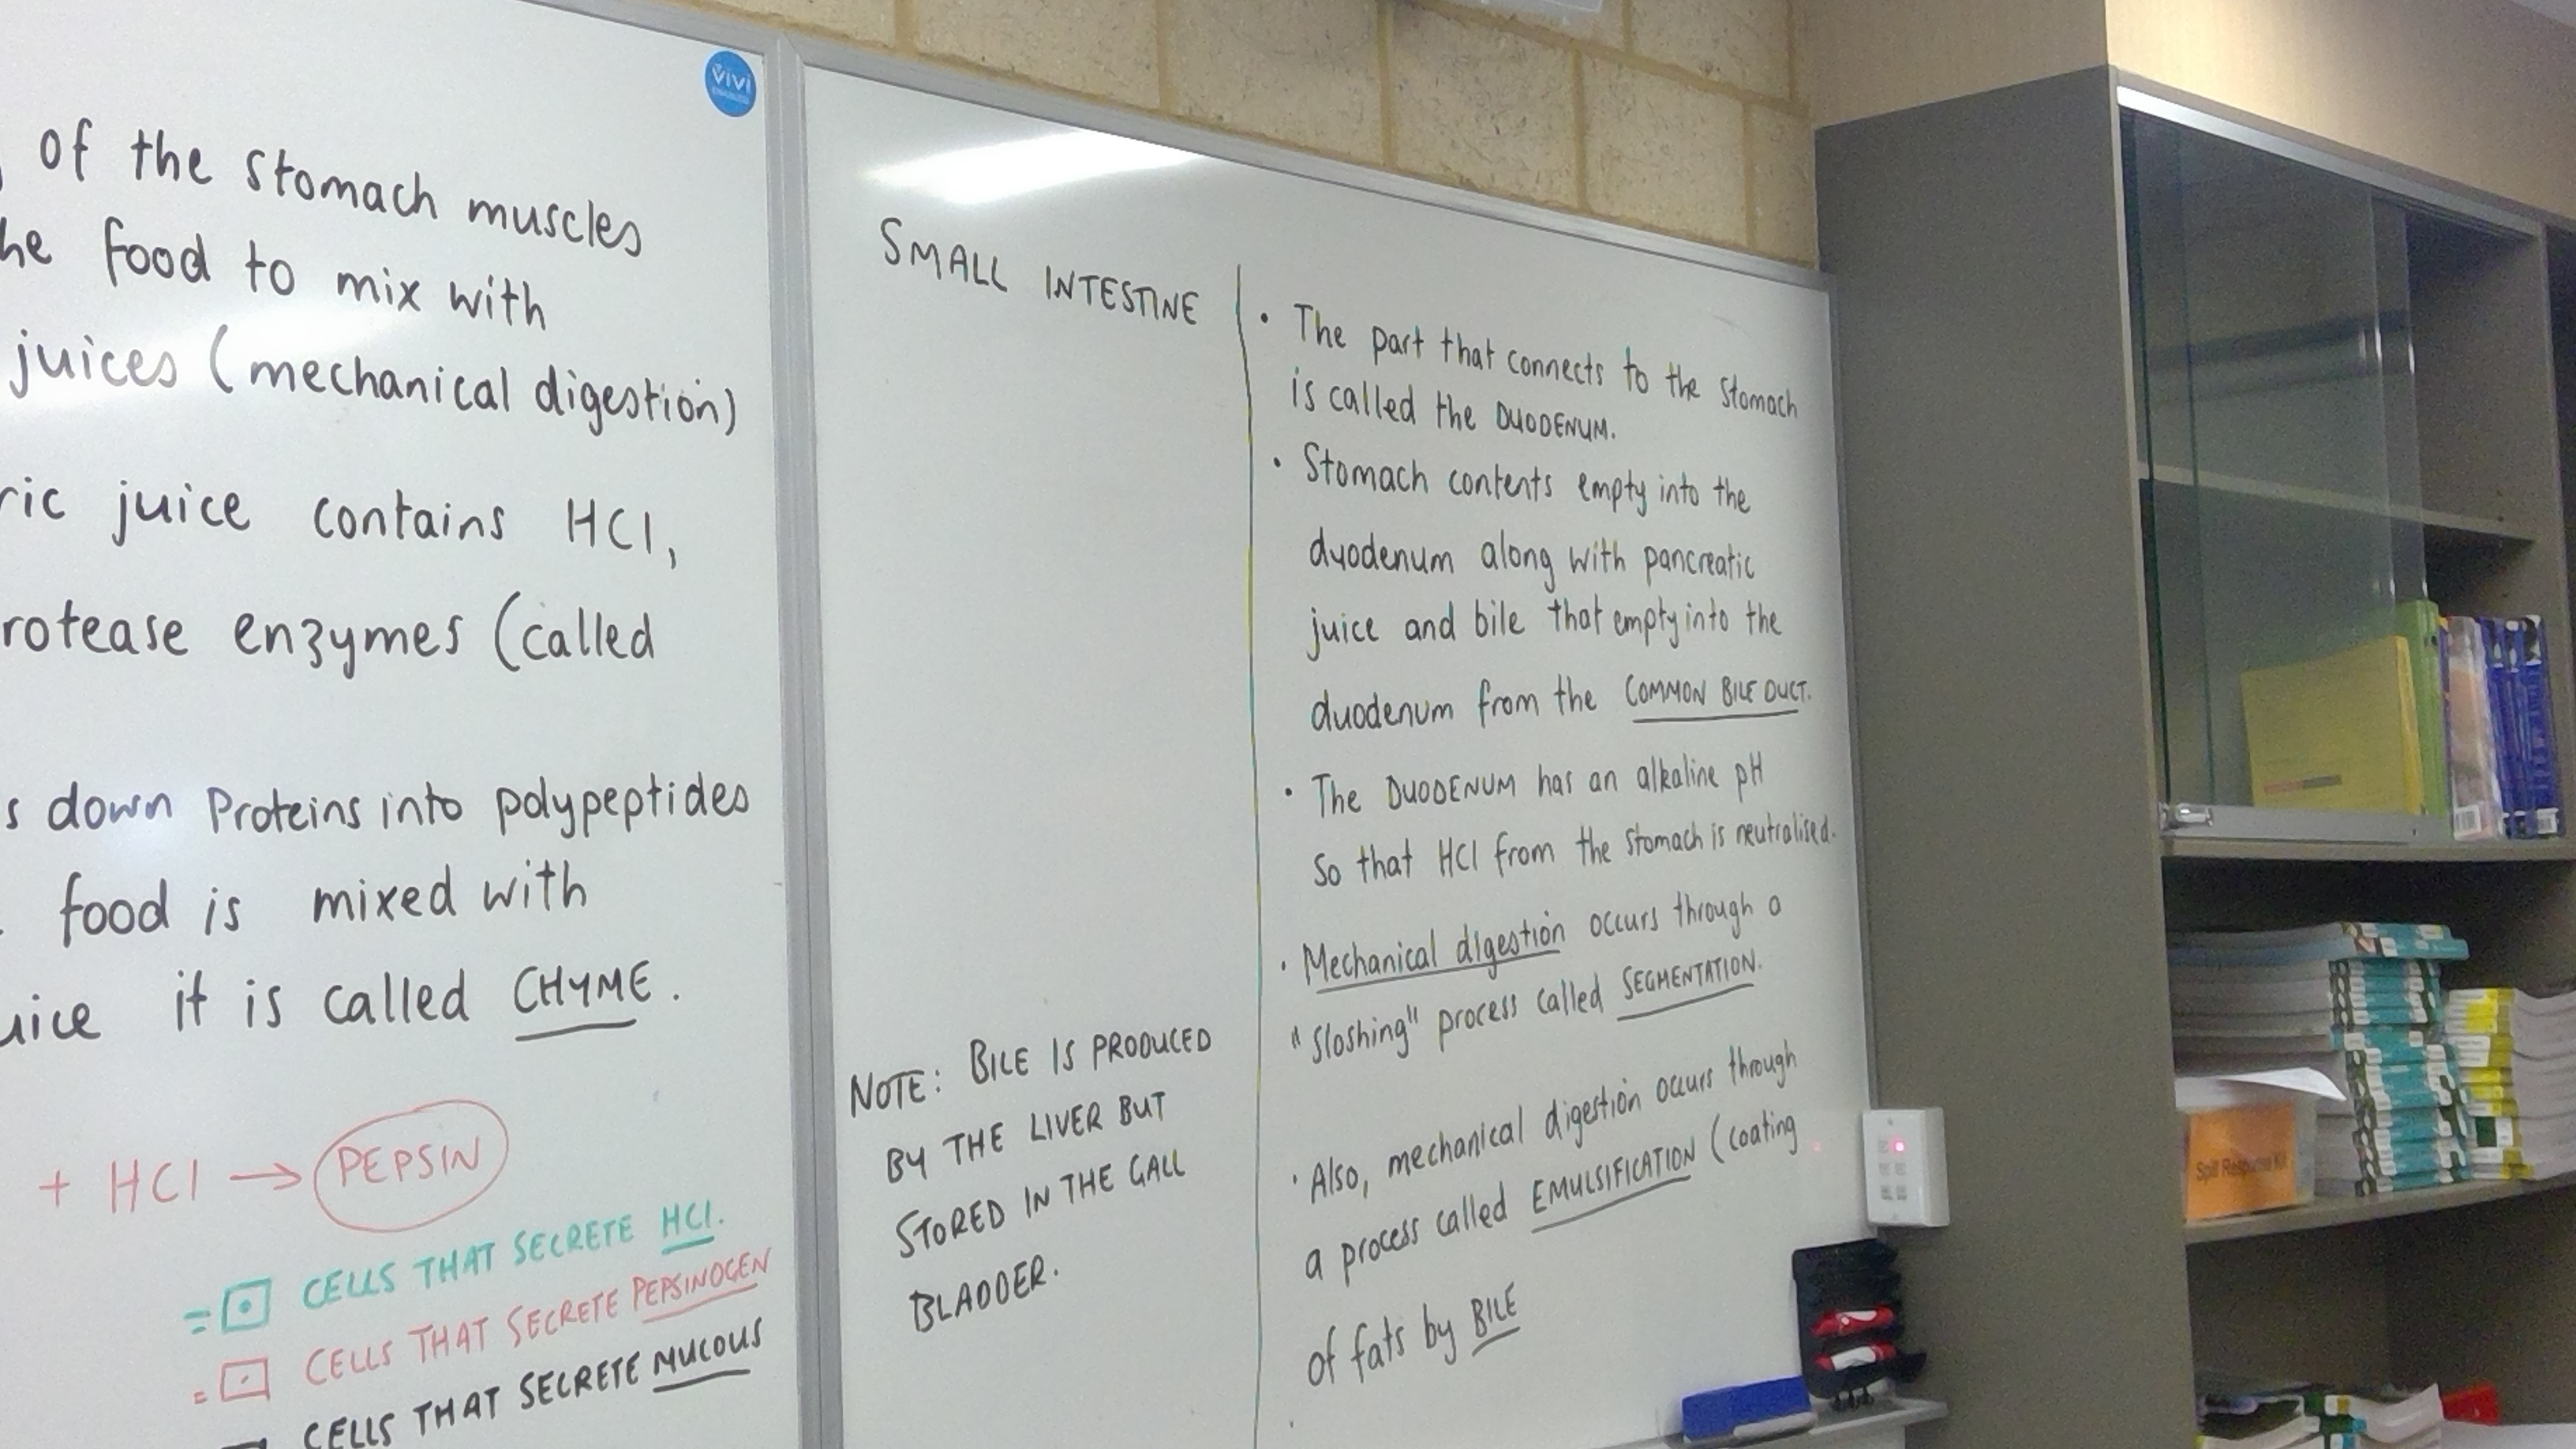 vivi
of the stomach muscles
he food to mix with
juices (mechanical digestion)
ric juice contains HCl,
rotease enzymes (called
s down Proteins into polypeptides
food is mixed with
uice it is called CHYME.
+ HCl → PEPSIN
= CELLS THAT SECRETE HCl.
= CELLS THAT SECRETE PEPSINOGEN
CELLS THAT SECRETE MUCOUS
SMALL INTESTINE
NOTE: BILE IS PRODUCED
BY THE LIVER BUT
STORED IN THE GALL
BLADDER.
• The part that connects to the stomach
is called the DUODENUM.
• Stomach contents empty into the
duodenum along with pancreatic
juice and bile that empty into the
duodenum from the COMMON BILE DUCT.
• The DUODENUM has an alkaline pH
So that HCl from the stomach is neutralised.
• Mechanical digestion occurs through a
"sloshing" process called SEGMENTATION.
• Also, mechanical digestion occurs through
a process called EMULSIFICATION (coating
of fats by BILE
Spill Response Kit